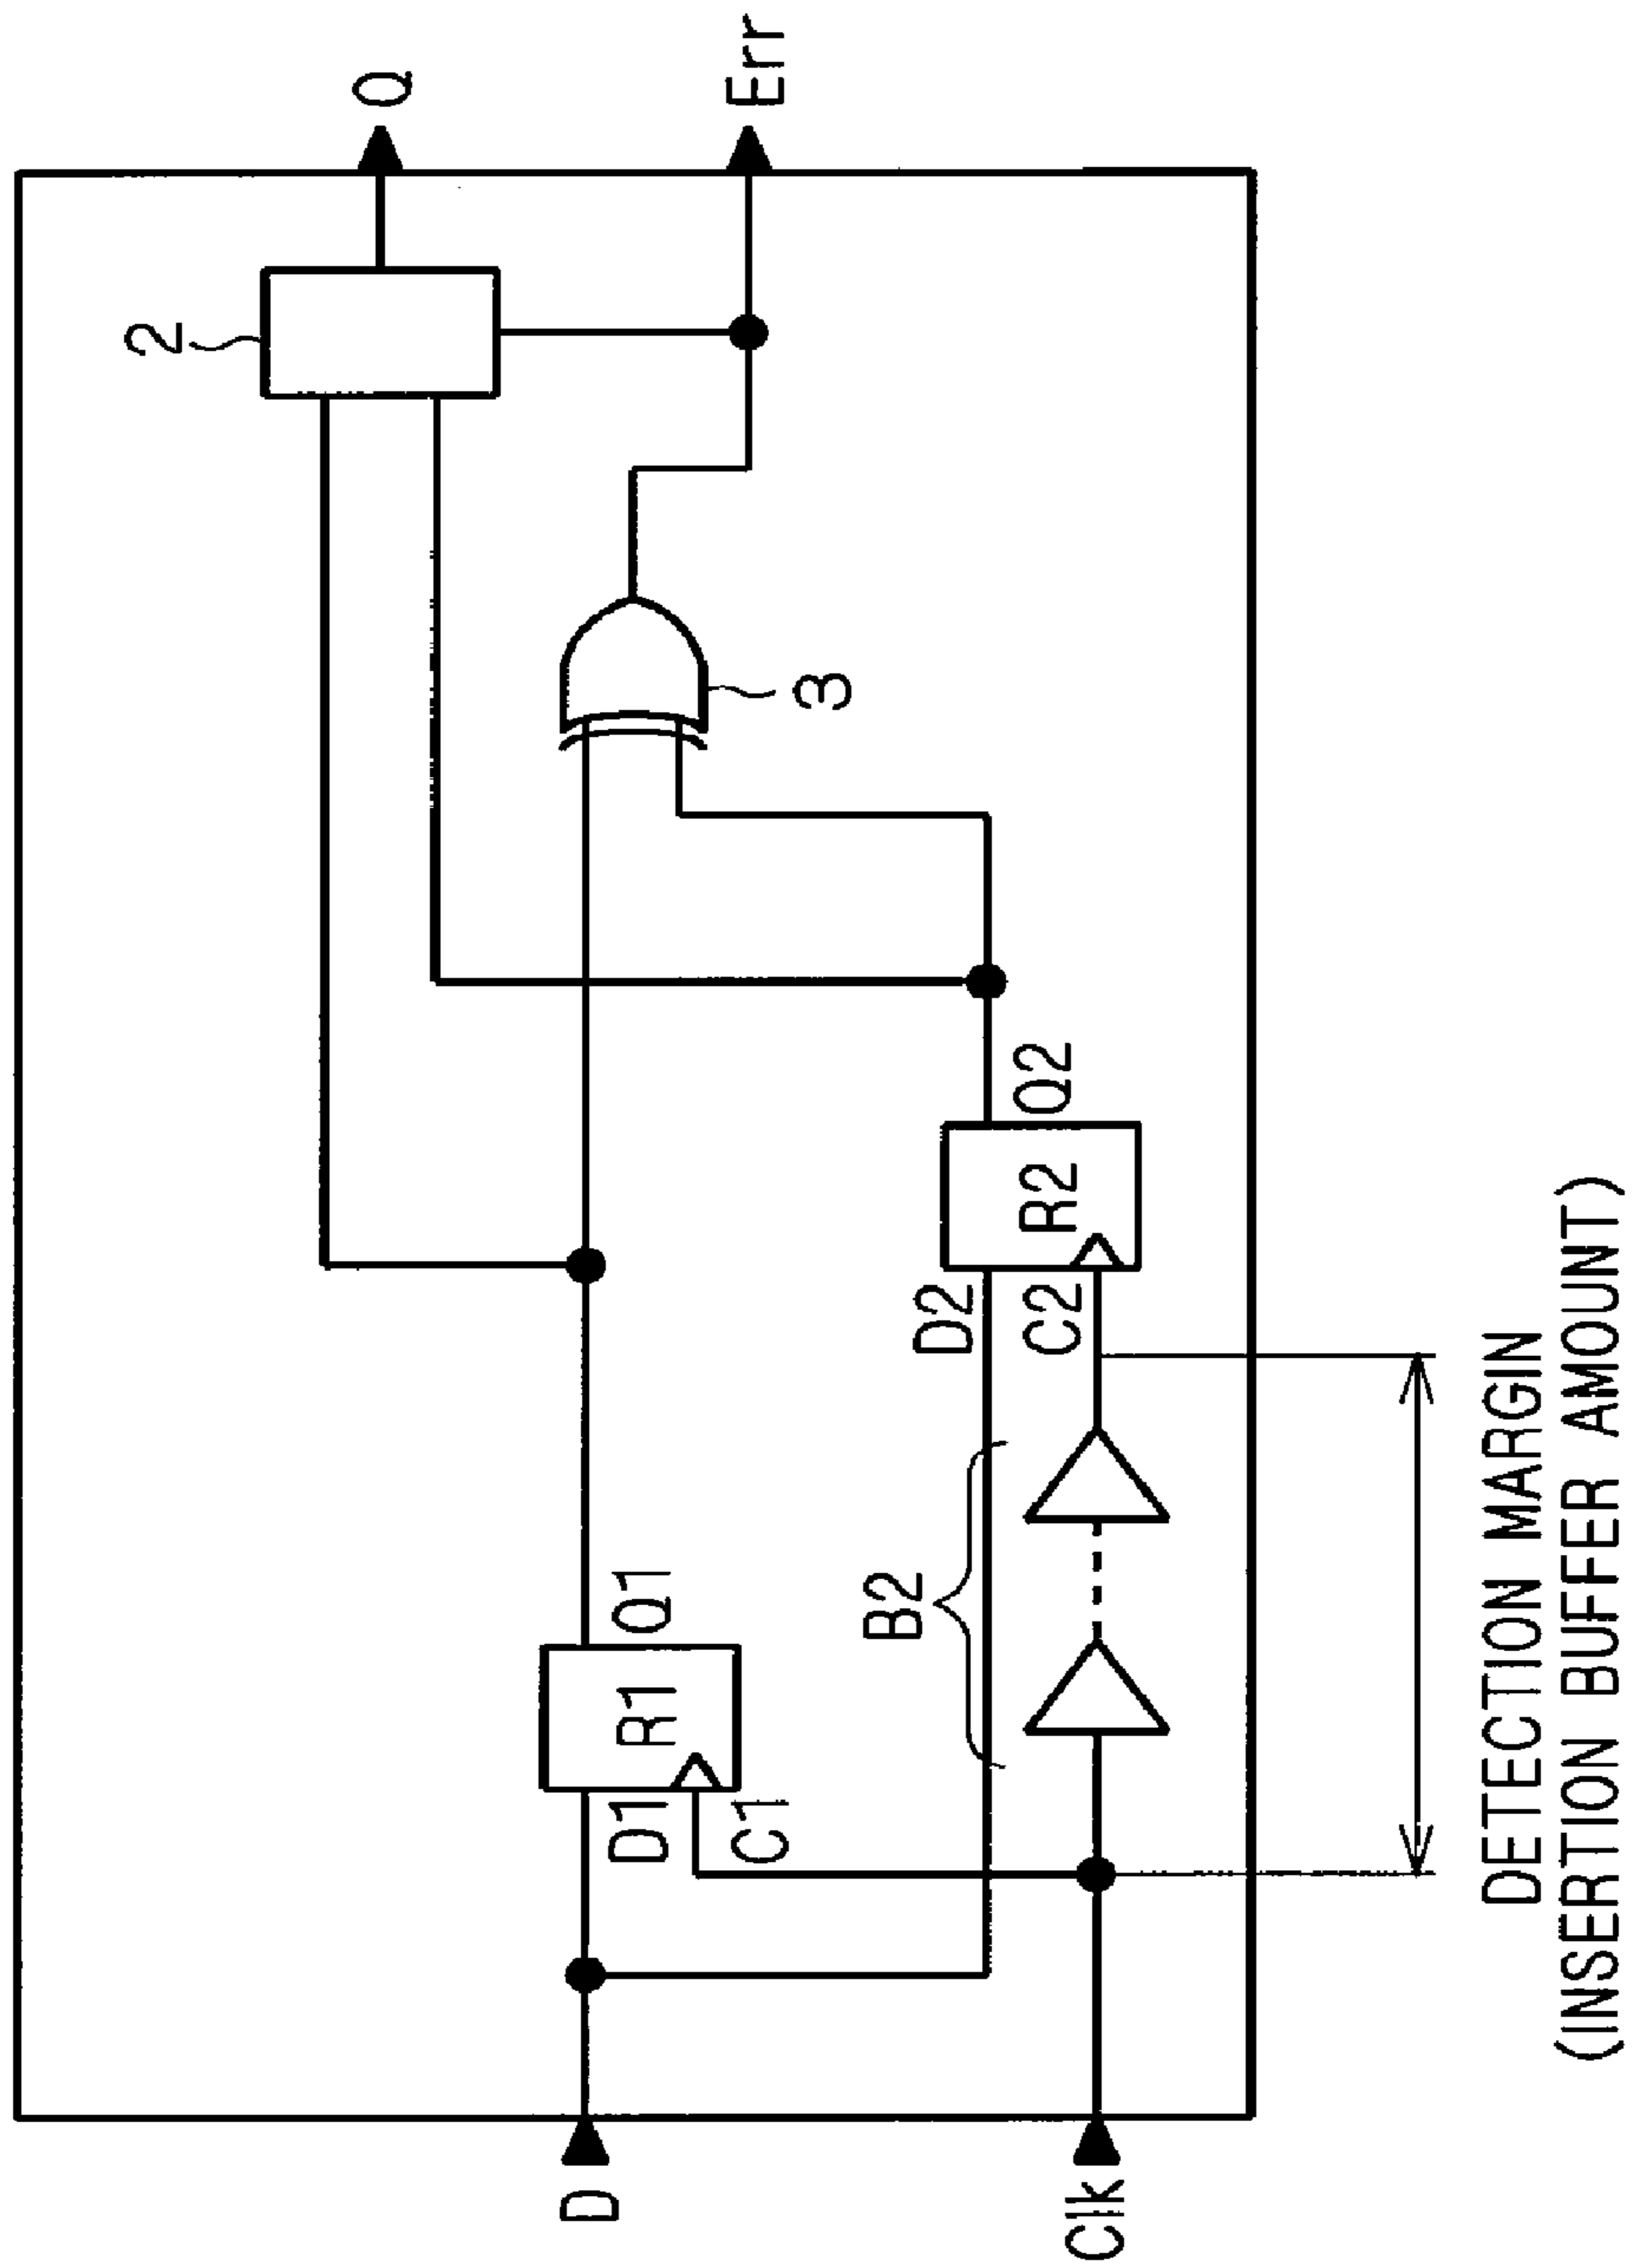 2
Q
Err
3
D
D1
R1
Q1
C1
B2
D2
R2
Q2
C2
Clk
DETECTION MARGIN
(INSERTION BUFFER AMOUNT)